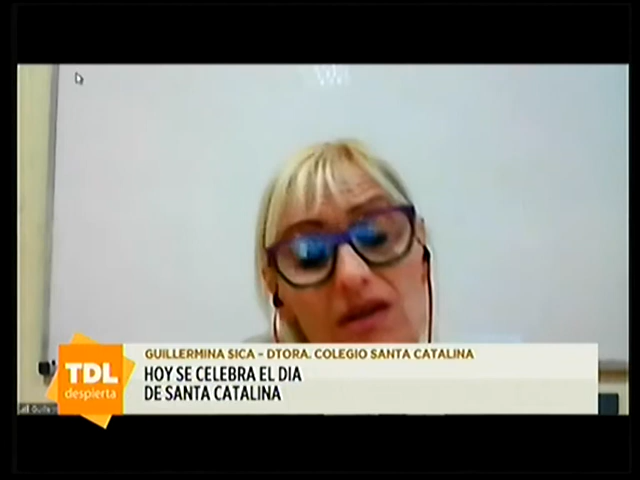 GUILLERMINA SICA – DTORA. COLEGIO SANTA CATALINA
TDL
despierta
HOY SE CELEBRA EL DIA
DE SANTA CATALINA